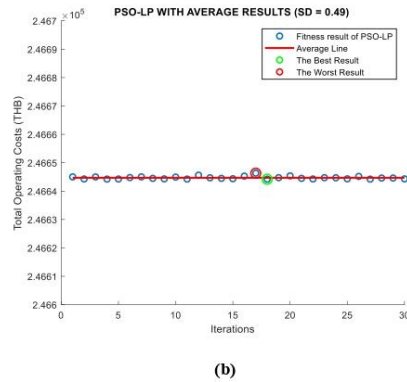 PSO-LP WITH AVERAGE RESULTS (SD = 0.49)
2.467 ×10^5
2.4669
2.4668
2.4667
2.4666
2.4665
2.4664
2.4663
2.4662
2.4661
2.466
Total Operating Costs (THB)
Fitness result of PSO-LP
Average Line
The Best Result
The Worst Result
0 5 10 15 20 25 30
Iterations
(b)